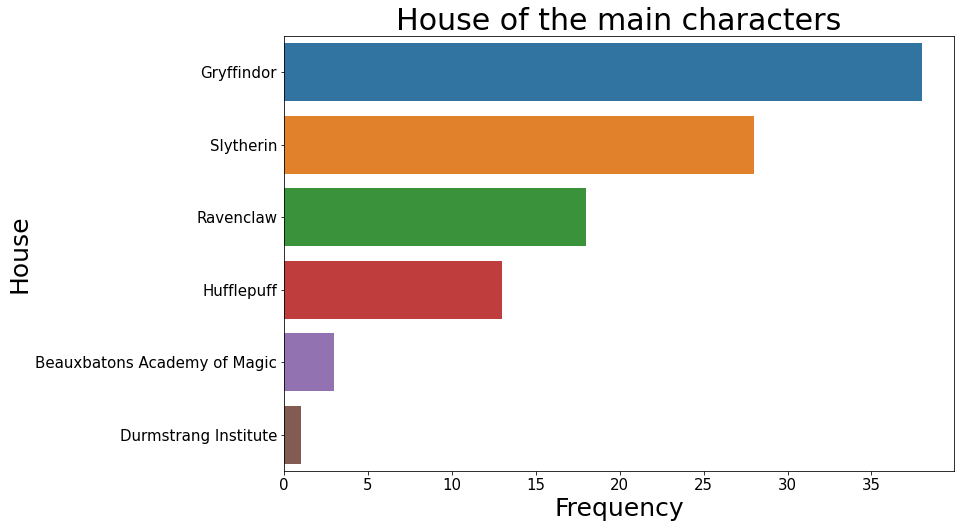 House of the main characters
House
Gryffindor
Slytherin
Ravenclaw
Hufflepuff
Beauxbatons Academy of Magic
Durmstrang Institute
0 5 10 15 20 25 30 35
Frequency